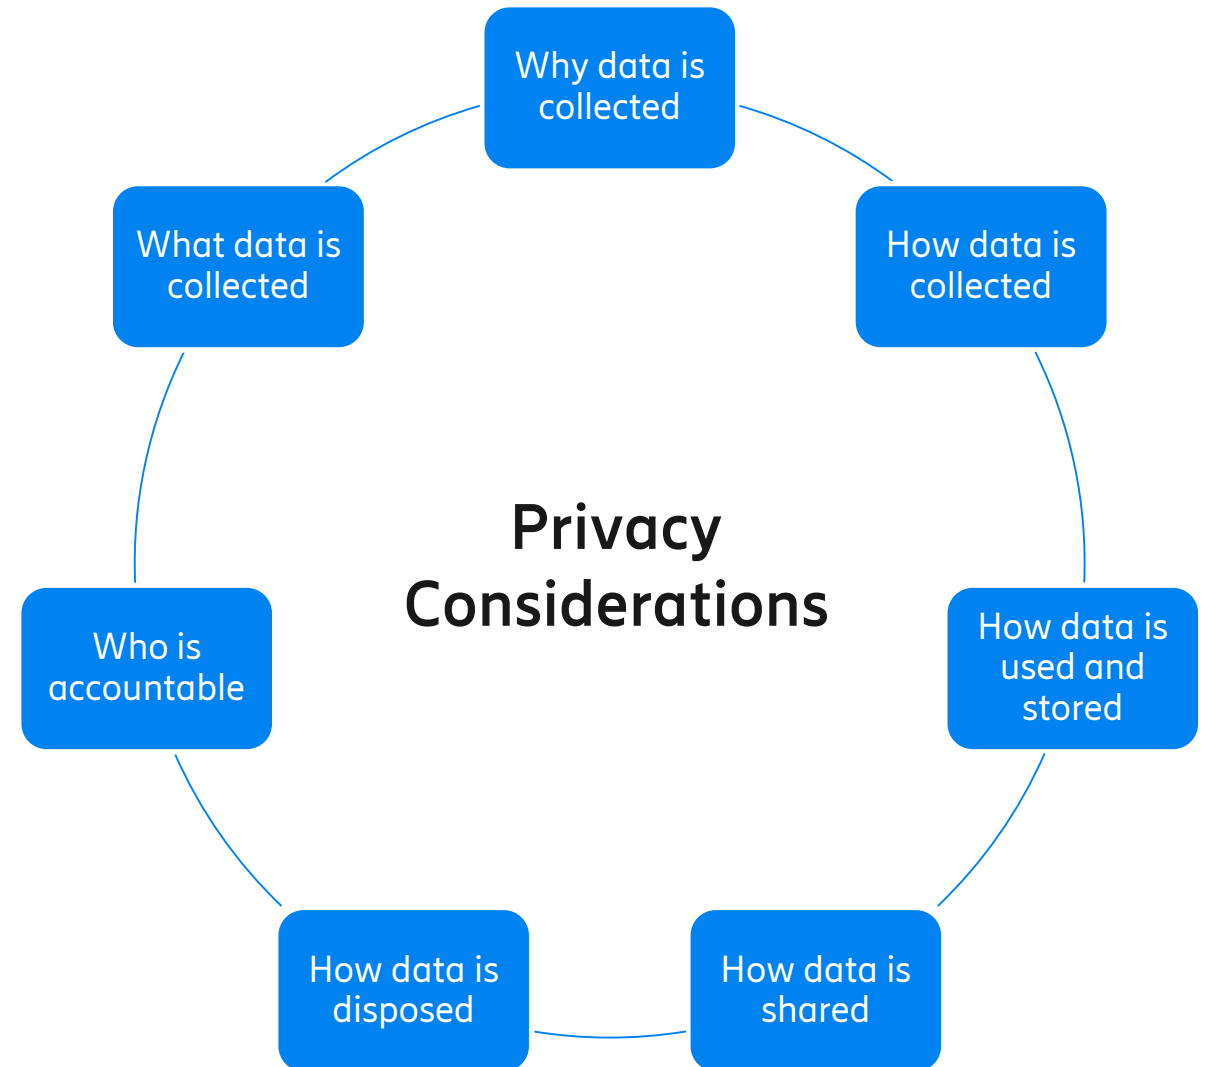 Why data is
collected
How data is
collected
How data is
used and
stored
How data is
shared
How data is
disposed
Who is
accountable
What data is
collected
Privacy
Considerations